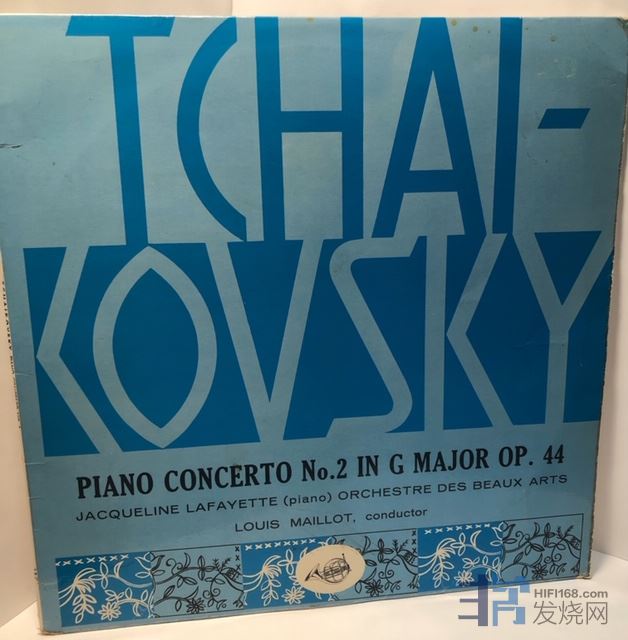 TCHAI-
KOVSKY
PIANO CONCERTO No.2 IN G MAJOR OP. 44
JACQUELINE LAFAYETTE (piano) ORCHESTRE DES BEAUX ARTS
LOUIS MAILLOT, conductor
HIFI168.com
发烧网